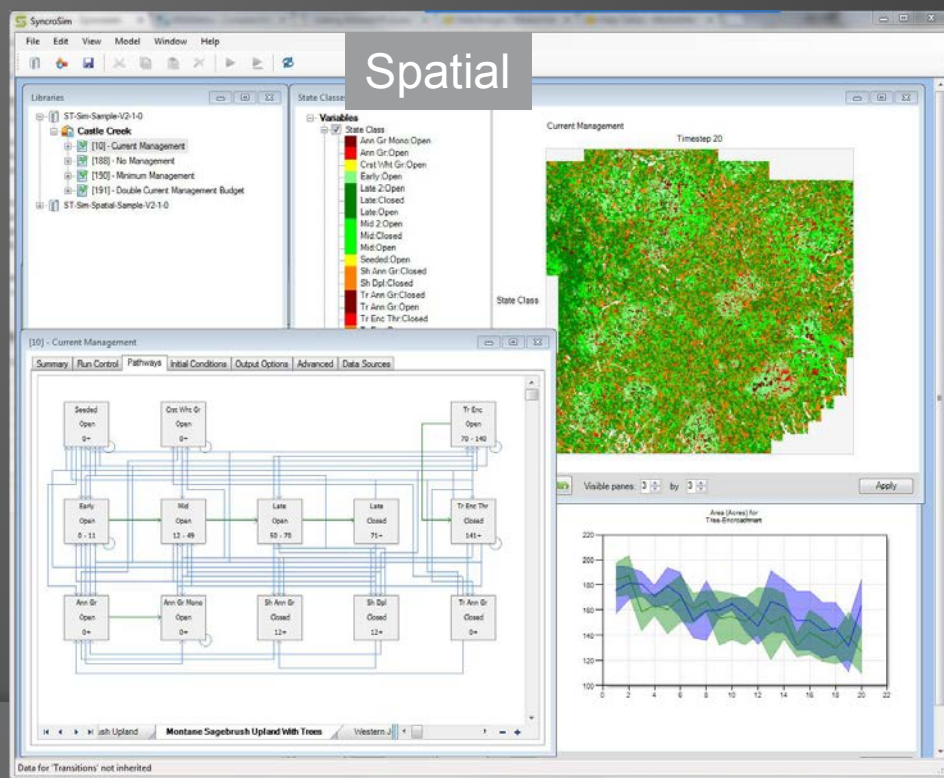 SyncroSim
Spatial
File Edit View Model Window Help
Libraries
ST-Sim-Sample-V2-1-0
Castle Creek
[10] - Current Management
[188] - No Management
[190] - Minimum Management
[191] - Double Current Management Budget
ST-Sim-Spatial-Sample-V2-1-0
State Classes
Variables
State Class
Ann Gr Mono:Open
Ann Gr:Open
Crst Wht Gr:Open
Early:Open
Late 2:Open
Late:Closed
Late:Open
Mid 2:Open
Mid:Closed
Mid:Open
Seeded:Open
Sh Ann Gr:Closed
Sh Dpl:Closed
Tr Ann Gr:Closed
Tr Ann Gr:Open
Tr Enc Thr:Closed
Current Management
Timestep 20
State Class
Visible panes: 3 by 3
Apply
[10] - Current Management
Summary Run Control Pathways Initial Conditions Output Options Advanced Data Sources
Seeded
Open
0+
Crst Wht Gr
Open
0+
Tr Enc
Open
70 - 140
Early
Open
0 - 11
Mid
Open
12 - 49
Late
Open
50 - 70
Late
Closed
71+
Tr Enc Thr
Closed
141+
Ann Gr
Open
0+
Ann Gr Mono
Open
0+
Sh Ann Gr
Closed
12+
Sh Dpl
Closed
12+
Tr Ann Gr
Closed
0+
ush Upland Montane Sagebrush Upland With Trees Western J
Area (Acres) for
Tree-Encroachment
220
200
180
160
140
120
100
0 2 4 6 8 10 12 14 16 18 20 22
Data for 'Transitions' not inherited